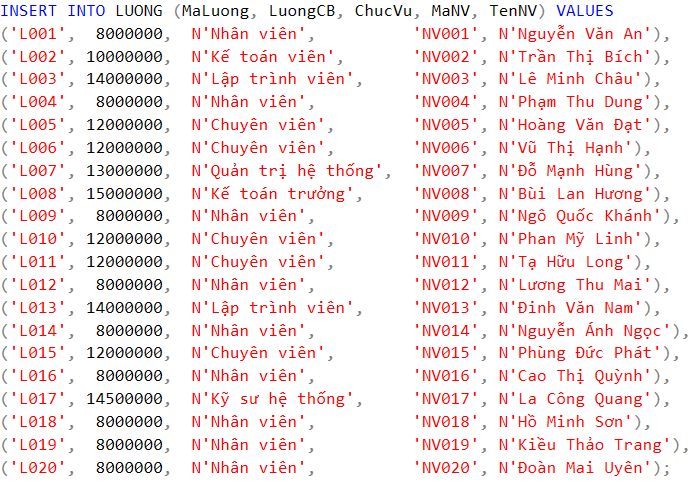 INSERT INTO LUONG (MaLuong, LuongCB, ChucVu, MaNV, TenNV) VALUES
('L001', 8000000, N'Nhân viên', 'NV001', N'Nguyễn Văn An'),
('L002', 10000000, N'Kế toán viên', 'NV002', N'Trần Thị Bích'),
('L003', 14000000, N'Lập trình viên', 'NV003', N'Lê Minh Châu'),
('L004', 8000000, N'Nhân viên', 'NV004', N'Phạm Thu Dung'),
('L005', 12000000, N'Chuyên viên', 'NV005', N'Hoàng Văn Đạt'),
('L006', 12000000, N'Chuyên viên', 'NV006', N'Vũ Thị Hạnh'),
('L007', 13000000, N'Quản trị hệ thống', 'NV007', N'Đỗ Mạnh Hùng'),
('L008', 15000000, N'Kế toán trưởng', 'NV008', N'Bùi Lan Hương'),
('L009', 8000000, N'Nhân viên', 'NV009', N'Ngô Quốc Khánh'),
('L010', 12000000, N'Chuyên viên', 'NV010', N'Phan Mỹ Linh'),
('L011', 12000000, N'Chuyên viên', 'NV011', N'Tạ Hữu Long'),
('L012', 8000000, N'Nhân viên', 'NV012', N'Lương Thu Mai'),
('L013', 14000000, N'Lập trình viên', 'NV013', N'Đinh Văn Nam'),
('L014', 8000000, N'Nhân viên', 'NV014', N'Nguyễn Ánh Ngọc'),
('L015', 12000000, N'Chuyên viên', 'NV015', N'Phùng Đức Phát'),
('L016', 8000000, N'Nhân viên', 'NV016', N'Cao Thị Quỳnh'),
('L017', 14500000, N'Kỹ sư hệ thống', 'NV017', N'La Công Quang'),
('L018', 8000000, N'Nhân viên', 'NV018', N'Hồ Minh Sơn'),
('L019', 8000000, N'Nhân viên', 'NV019', N'Kiều Thảo Trang'),
('L020', 8000000, N'Nhân viên', 'NV020', N'Đoàn Mai Uyên');